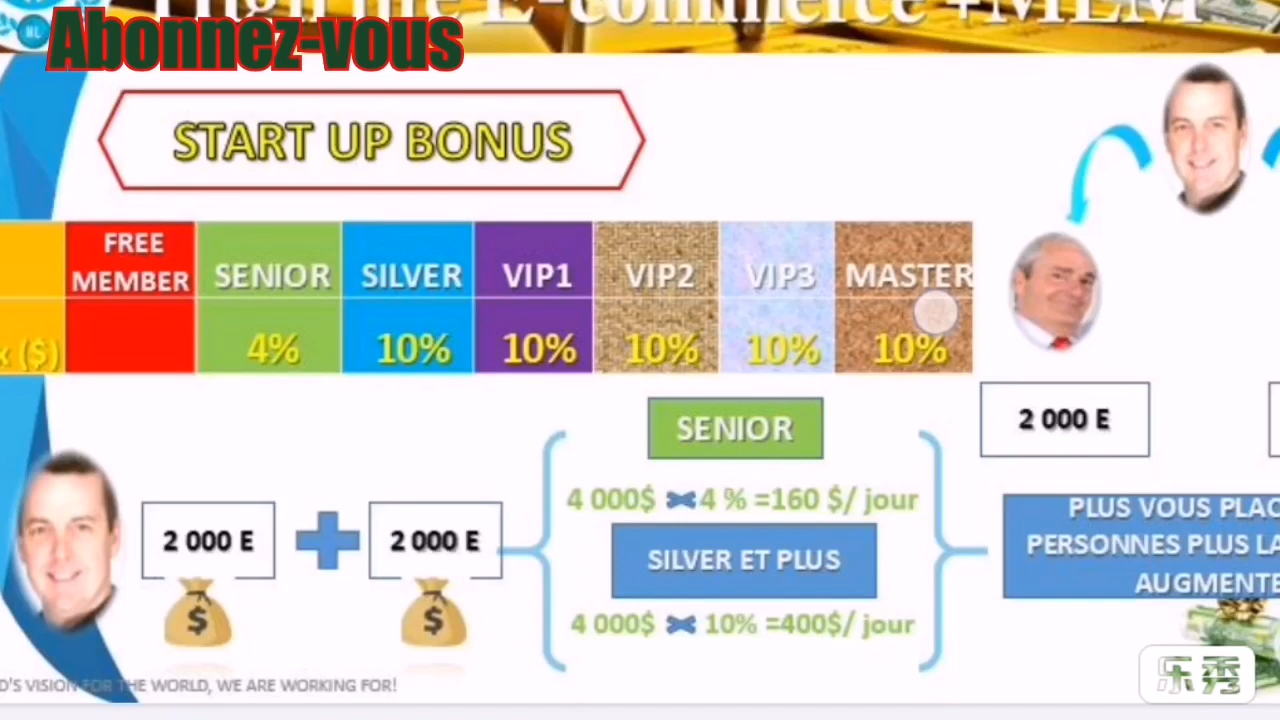 E-commerce +MLM
Abonnez-vous
START UP BONUS
FREE MEMBER SENIOR SILVER VIP1 VIP2 VIP3 MASTER
($) 4% 10% 10% 10% 10% 10%
2 000 E
SENIOR
4 000$ × 4 % =160 $/ jour
2 000 E + 2 000 E
SILVER ET PLUS
4 000$ × 10% =400$/ jour
PLUS VOUS PLAC
PERSONNES PLUS LA
AUGMENTE
$ $
D'S VISION FOR THE WORLD, WE ARE WORKING FOR!
乐秀